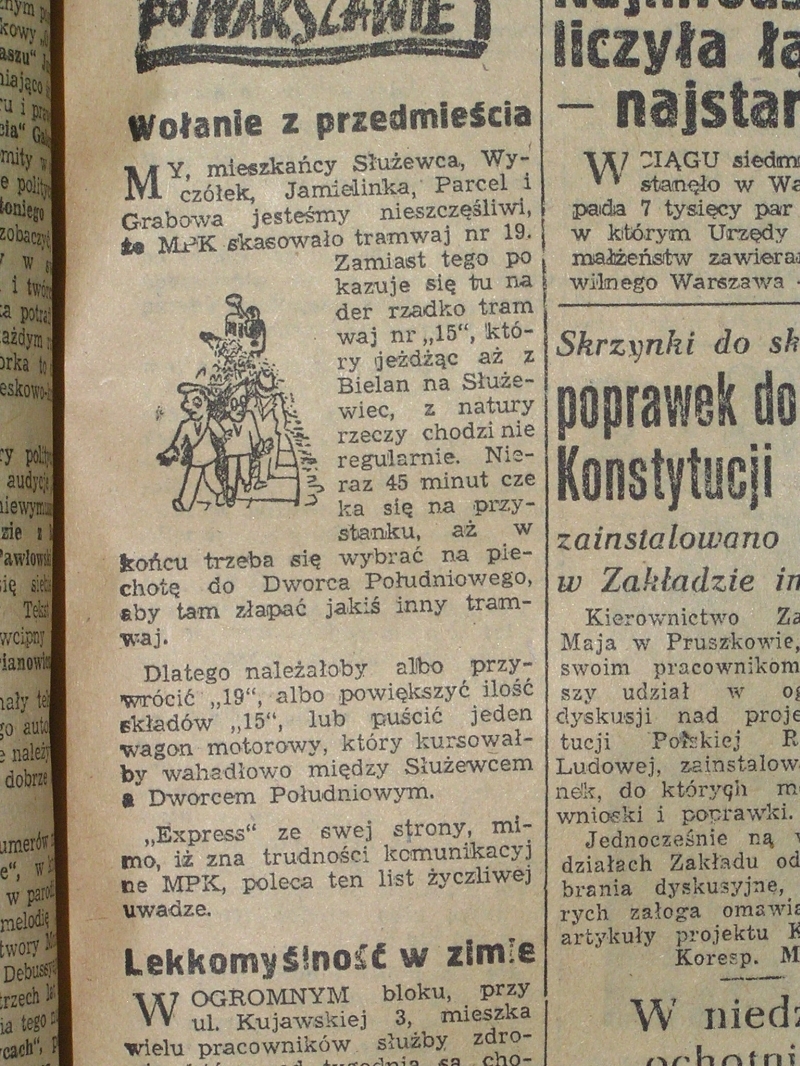 po WARSZAWIE
Wołanie z przedmieścia
MY, mieszkańcy Służewca, Wy-
czółek, Jamielinka, Parcel i
Grabowa jesteśmy nieszczęśliwi,
że MPK skasowało tramwaj nr 19.
Zamiast tego po
kazuje się tu na
der rzadko tram
waj nr „15“, któ-
ry jeżdżąc aż z
Bielan na Służe-
wiec, z natury
rzeczy chodzi nie
regularnie. Nie-
raz 45 minut cze
ka się na przy-
stanku, aż w
końcu trzeba się wybrać na pie-
chotę do Dworca Południowego,
aby tam złapać jakiś inny tram-
waj.
Dlatego należałoby albo przy-
wrócić „19“, albo powiększyć ilość
składów „15“, lub puścić jeden
wagon motorowy, który kursował-
by wahadłowo między Służewcem
a Dworcem Południowym.
„Express“ ze swej strony, mi-
mo, iż zna trudności komunikacyj
ne MPK, poleca ten list życzliwej
uwadze.
Lekkomyślność w zimie
W OGROMNYM bloku, przy
ul. Kujawskiej 3, mieszka
wielu pracowników służby zdro-
liczyła
— najstar
W CIĄGU siedm
stanęło w Wa
pada 7 tysięcy par
w którym Urzędy
małżeństw zawiera
wilnego Warszawa
Skrzynki do sk
poprawek do
Konstytucji
zainstalowano
w Zakładzie im
Kierownictwo Za
Maja w Pruszkowie,
swoim pracownikom
szy udział w og
dyskusji nad proje
tucji Polskiej R
Ludowej, zainstalow
nek, do których m
wnioski i poprawki.
Jednocześnie na
działach Zakładu od
brania dyskusyjne,
rych załoga omawia
artykuły projektu K
Koresp. M
W niedz
ochotni